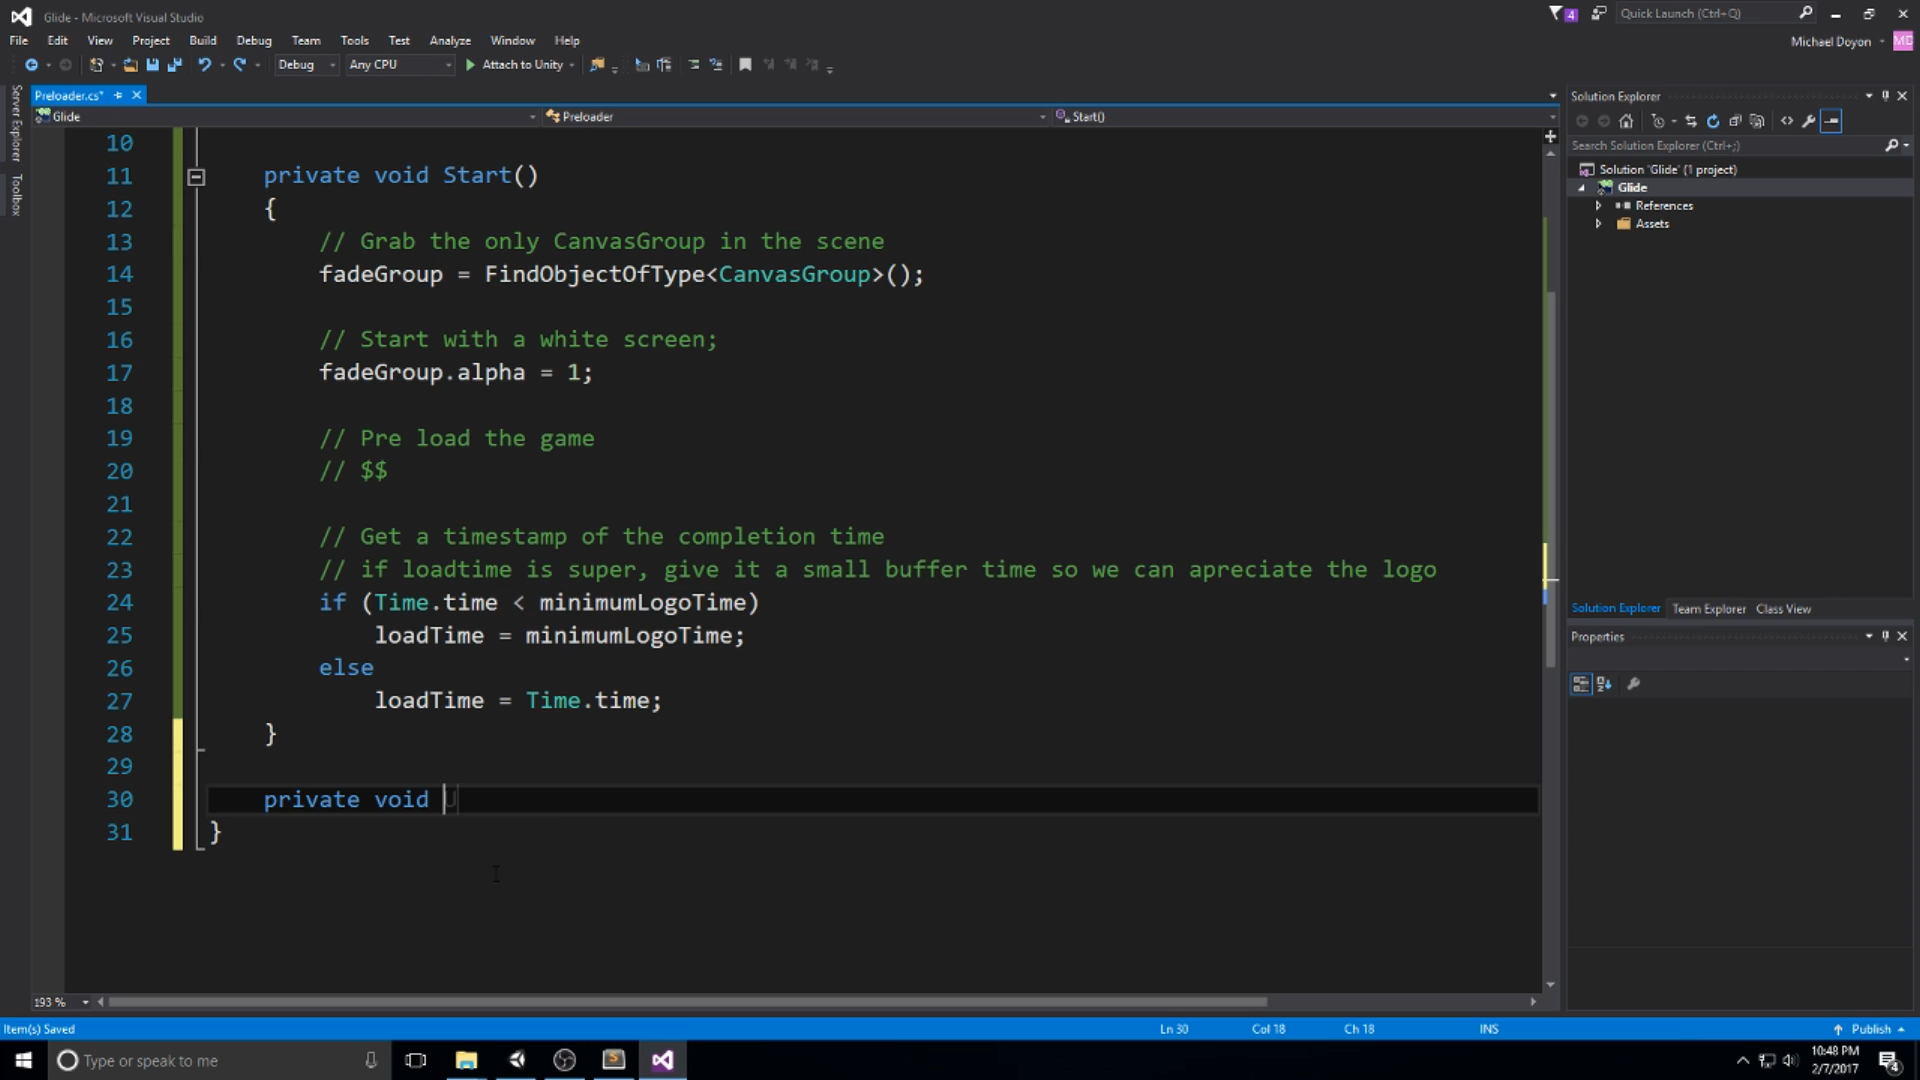 Glide - Microsoft Visual Studio
4
Quick Launch (Ctrl+Q)
File Edit View Project Build Debug Team Tools Test Analyze Window Help
Michael Doyon MD
Debug Any CPU Attach to Unity
Server Explorer
Toolbox
Preloader.cs*
Glide Preloader Start()
10
11 private void Start()
12 {
13 // Grab the only CanvasGroup in the scene
14 fadeGroup = FindObjectOfType<CanvasGroup>();
15
16 // Start with a white screen;
17 fadeGroup.alpha = 1;
18
19 // Pre load the game
20 // $$
21
22 // Get a timestamp of the completion time
23 // if loadtime is super, give it a small buffer time so we can apreciate the logo
24 if (Time.time < minimumLogoTime)
25 loadTime = minimumLogoTime;
26 else
27 loadTime = Time.time;
28 }
29
30 private void U
31 }
193 %
Solution Explorer
Search Solution Explorer (Ctrl+;)
Solution 'Glide' (1 project)
Glide
References
Assets
Solution Explorer Team Explorer Class View
Properties
Item(s) Saved Ln 30 Col 18 Ch 18 INS Publish
Type or speak to me
10:48 PM
2/7/2017
4